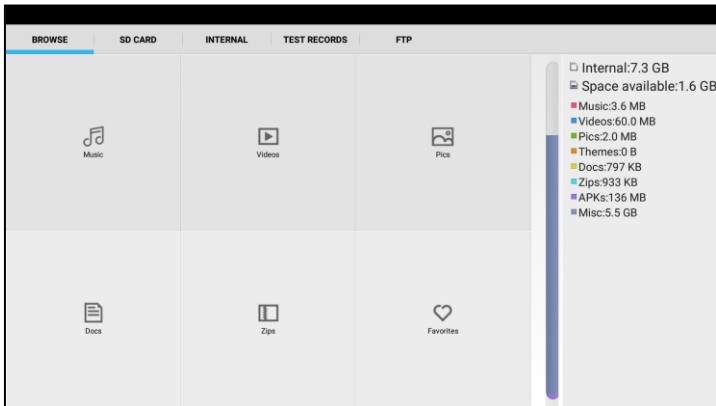 BROWSE SD CARD INTERNAL TEST RECORDS FTP
Music Videos Pics
Docs Zips Favorites
Internal:7.3 GB
Space available:1.6 GB
Music:3.6 MB
Videos:60.0 MB
Pics:2.0 MB
Themes:0 B
Docs:797 KB
Zips:933 KB
APKs:136 MB
Misc:5.5 GB